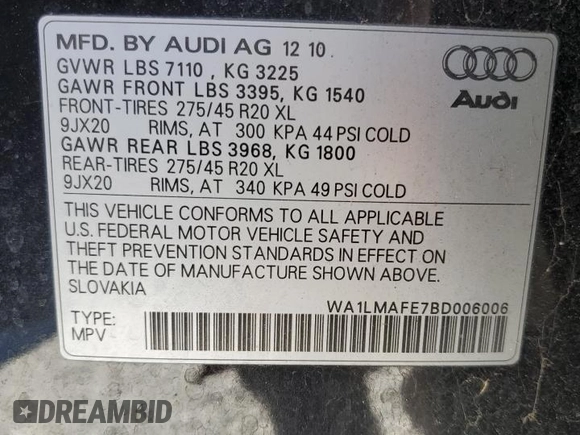 MFD. BY AUDI AG 12 10
GVWR LBS 7110, KG 3225
GAWR FRONT LBS 3395, KG 1540
FRONT-TIRES 275/45 R20 XL
9JX20 RIMS, AT 300 KPA 44 PSI COLD
GAWR REAR LBS 3968, KG 1800
REAR-TIRES 275/45 R20 XL
9JX20 RIMS, AT 340 KPA 49 PSI COLD
THIS VEHICLE CONFORMS TO ALL APPLICABLE
U.S. FEDERAL MOTOR VEHICLE SAFETY AND
THEFT PREVENTION STANDARDS IN EFFECT ON
THE DATE OF MANUFACTURE SHOWN ABOVE.
SLOVAKIA
WA1LMAFE7BD006006
TYPE:
MPV
Audi
DREAMBID